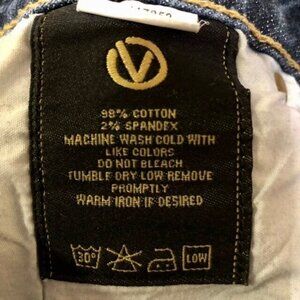 V
98% COTTON
2% SPANDEX
MACHINE WASH COLD WITH
LIKE COLORS
DO NOT BLEACH
TUMBLE DRY LOW REMOVE
PROMPTLY
WARM IRON IF DESIRED
30° LOW